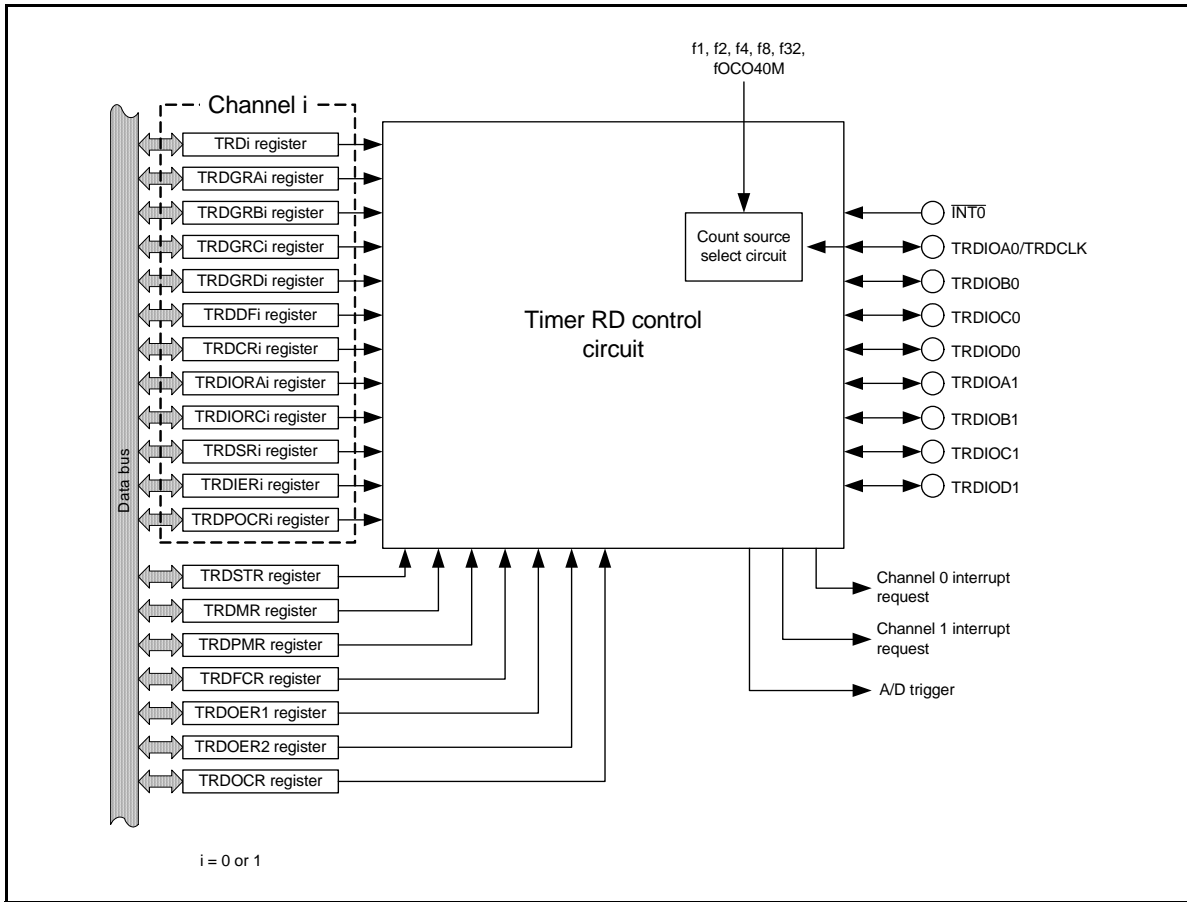 f1, f2, f4, f8, f32,
fOCO40M
Channel i
TRDi register
TRDGRAi register
TRDGRBi register
TRDGRCi register
TRDGRDi register
TRDDFi register
TRDCRi register
TRDIORAi register
TRDIORCi register
TRDSRi register
TRDIERi register
TRDPOCRi register
Data bus
TRDSTR register
TRDMR register
TRDPMR register
TRDFCR register
TRDOER1 register
TRDOER2 register
TRDOCR register
Count source
select circuit
Timer RD control
circuit
INT0
TRDIOA0/TRDCLK
TRDIOB0
TRDIOC0
TRDIOD0
TRDIOA1
TRDIOB1
TRDIOC1
TRDIOD1
Channel 0 interrupt
request
Channel 1 interrupt
request
A/D trigger
i = 0 or 1